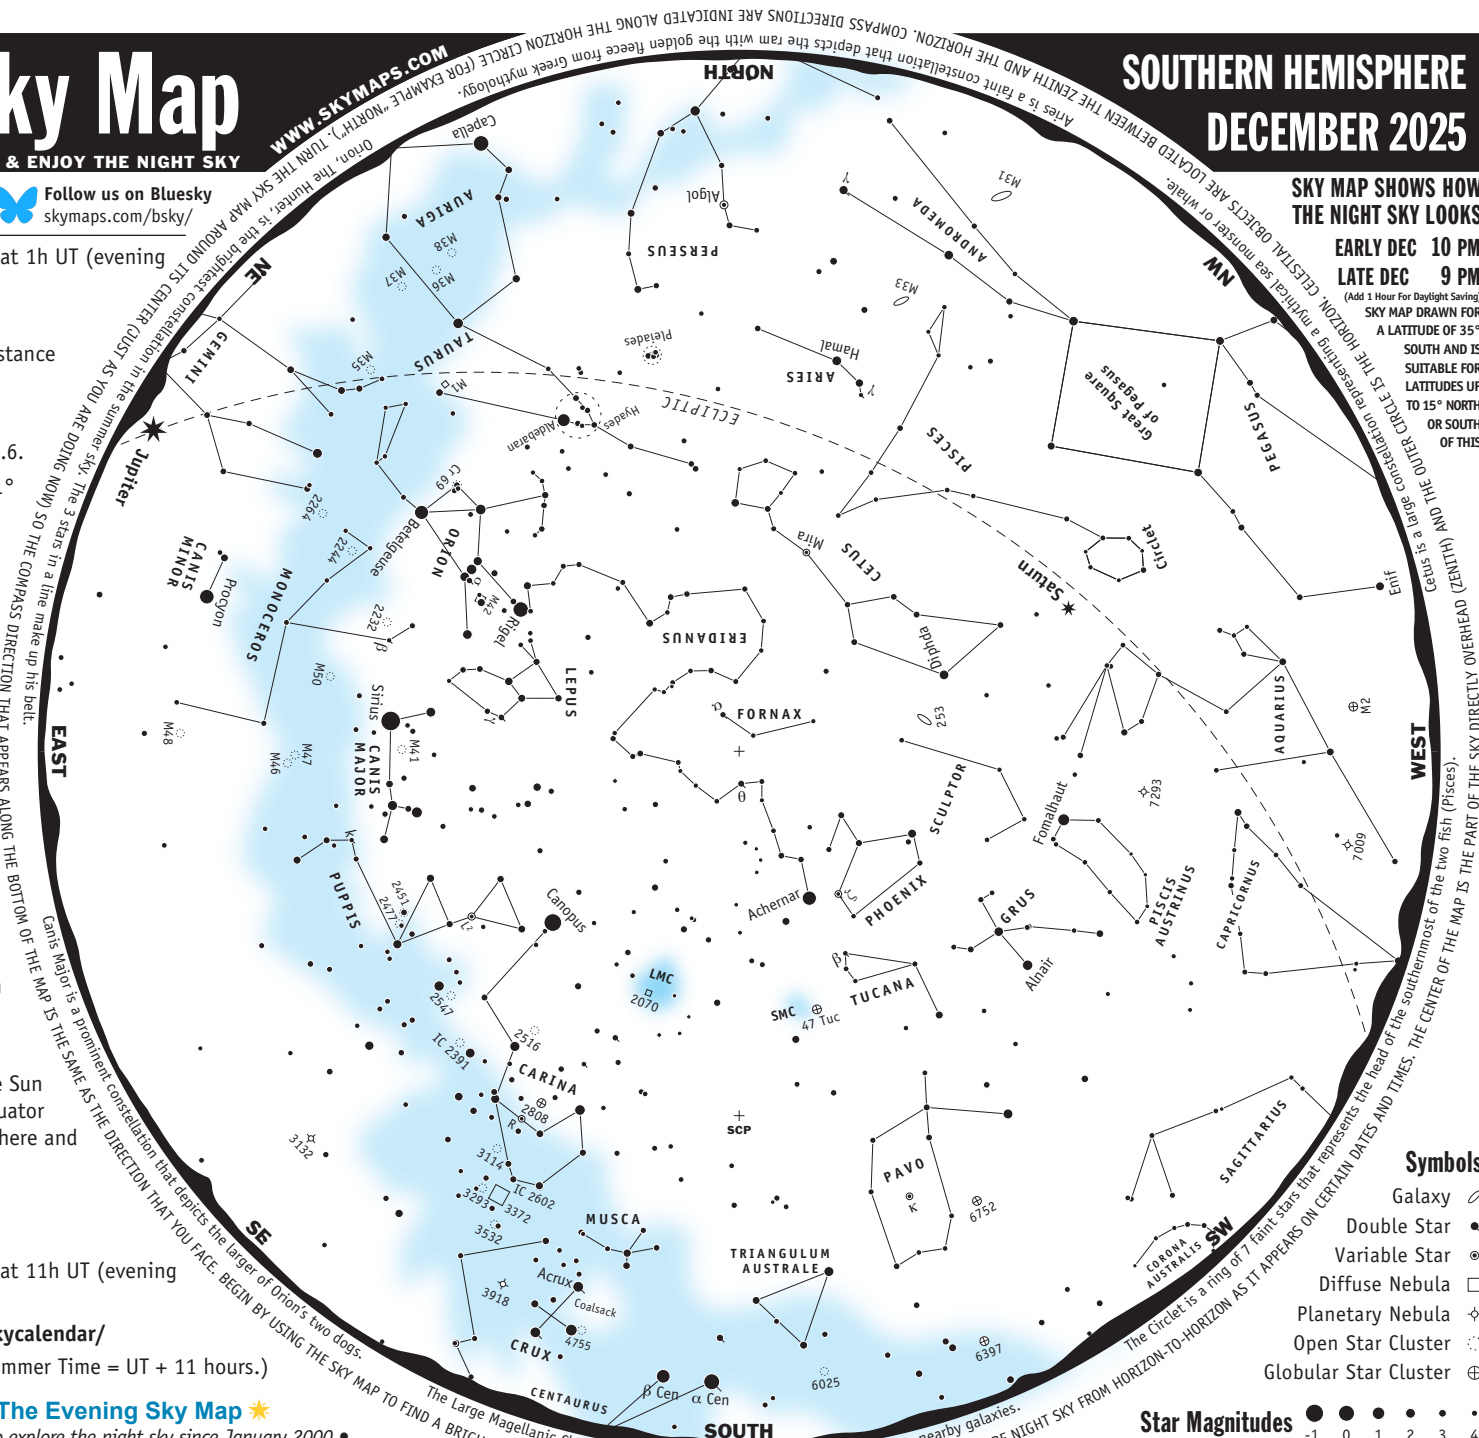 ky Map
& ENJOY THE NIGHT SKY
WWW.SKYMAPS.COM
SOUTHERN HEMISPHERE
DECEMBER 2025
Follow us on Bluesky
skymaps.com/bsky/
at 1h UT (evening
stance
.6.
°
e Sun
uator
here and
at 11h UT (evening
kycalendar/
mmer Time = UT + 11 hours.)
The Evening Sky Map
o explore the night sky since January 2000 •
SKY MAP SHOWS HOW
THE NIGHT SKY LOOKS
EARLY DEC 10 PM
LATE DEC 9 PM
(Add 1 Hour For Daylight Saving)
SKY MAP DRAWN FOR
A LATITUDE OF 35°
SOUTH AND IS
SUITABLE FOR
LATITUDES UP
TO 15° NORTH
OR SOUTH
OF THIS
Symbols
Galaxy
Double Star
Variable Star
Diffuse Nebula
Planetary Nebula
Open Star Cluster
Globular Star Cluster
Star Magnitudes
-1 0 1 2 3 4
NORTH
NE
EAST
SE
SOUTH
SW
WEST
NW
Aries is a faint constellation that depicts the ram with the golden fleece from Greek mythology.
Orion, The Hunter, is the brightest constellation in the summer sky. The 3 stars in a line make up his belt.
Canis Major is a prominent constellation that depicts the larger of Orion's two dogs.
The Large Magellanic
nearby galaxies.
The Circlet is a ring of 7 faint stars that represents the head of the southernmost of the two fish (Pisces).
Cetus is a large constellation representing a mythical sea monster or whale.
CELESTIAL OBJECTS ARE LOCATED BETWEEN THE ZENITH AND THE HORIZON. COMPASS DIRECTIONS ARE INDICATED ALONG THE HORIZON CIRCLE (FOR EXAMPLE "NORTH"). TURN THE SKY MAP AROUND ITS CENTER (JUST AS YOU ARE DOING NOW) SO THE COMPASS DIRECTION THAT APPEARS ALONG THE BOTTOM OF THE MAP IS THE SAME AS THE DIRECTION THAT YOU FACE. BEGIN BY USING THE SKY MAP TO FIND A BRIGH
E NIGHT SKY FROM HORIZON-TO-HORIZON AS IT APPEARS ON CERTAIN DATES AND TIMES. THE CENTER OF THE MAP IS THE PART OF THE SKY DIRECTLY OVERHEAD (ZENITH) AND THE OUTER CIRCLE IS THE HORIZON.
Capella
AURIGA
M38
M36
M37
Algol
PERSEUS
γ
M31
ANDROMEDA
M33
GEMINI
M35
TAURUS
M1
Pleiades
Hyades
Aldebaran
ECLIPTIC
Hamal
ARIES
γ
Great Square
of Pegasus
PEGASUS
PISCES
Circlet
Enif
Jupiter
2264
2244
CANIS
MINOR
Procyon
MONOCEROS
Cr 69
Betelgeuse
ORION
σ
M42
Rigel
2232
β
M50
Mira
CETUS
Diphda
Saturn
ERIDANUS
LEPUS
γ
α
FORNAX
253
AQUARIUS
M2
M48
Sirius
M47
M46
CANIS
MAJOR
M41
θ
SCULPTOR
Fomalhaut
7293
7009
k
PUPPIS
2451
2477
L²
Canopus
Achernar
ζ
PHOENIX
GRUS
PISCIS
AUSTRINUS
CAPRICORNUS
Alnair
LMC
2070
β
TUCANA
SMC
47 Tuc
2547
IC 2391
2516
CARINA
2808
R
3114
IC 2602
3293
3372
3532
3132
SCP
PAVO
κ
6752
SAGITTARIUS
CORONA
AUSTRALIS
MUSCA
TRIANGULUM
AUSTRALE
3918
Acrux
Coalsack
4755
CRUX
CENTAURUS
β Cen
α Cen
6025
6397